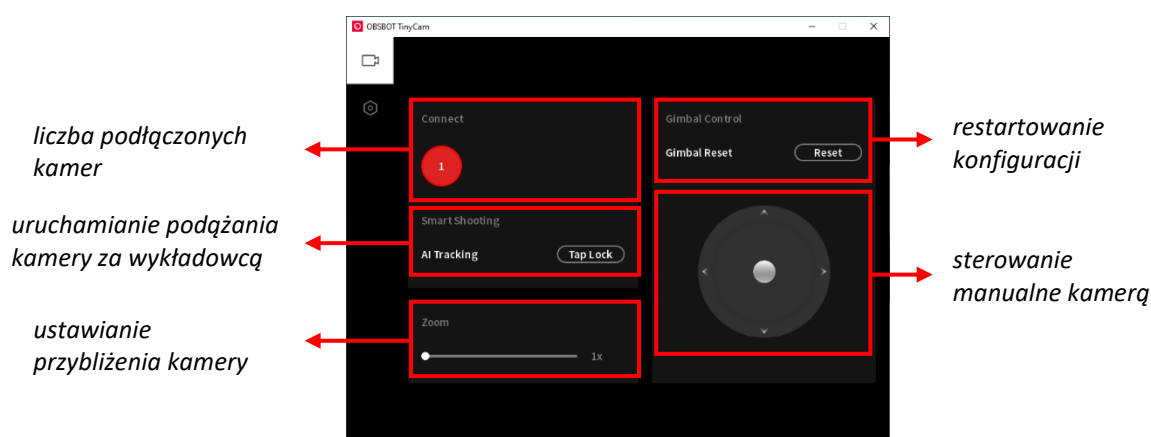 OBSBOT TinyCam
liczba podłączonych
kamer
Connect
1
Gimbal Control
Gimbal Reset
Reset
restartowanie
konfiguracji
uruchamianie podążania
kamery za wykładowcą
Smart Shooting
AI Tracking
Tap Lock
sterowanie
manualne kamerą
ustawianie
przybliżenia kamery
Zoom
1x